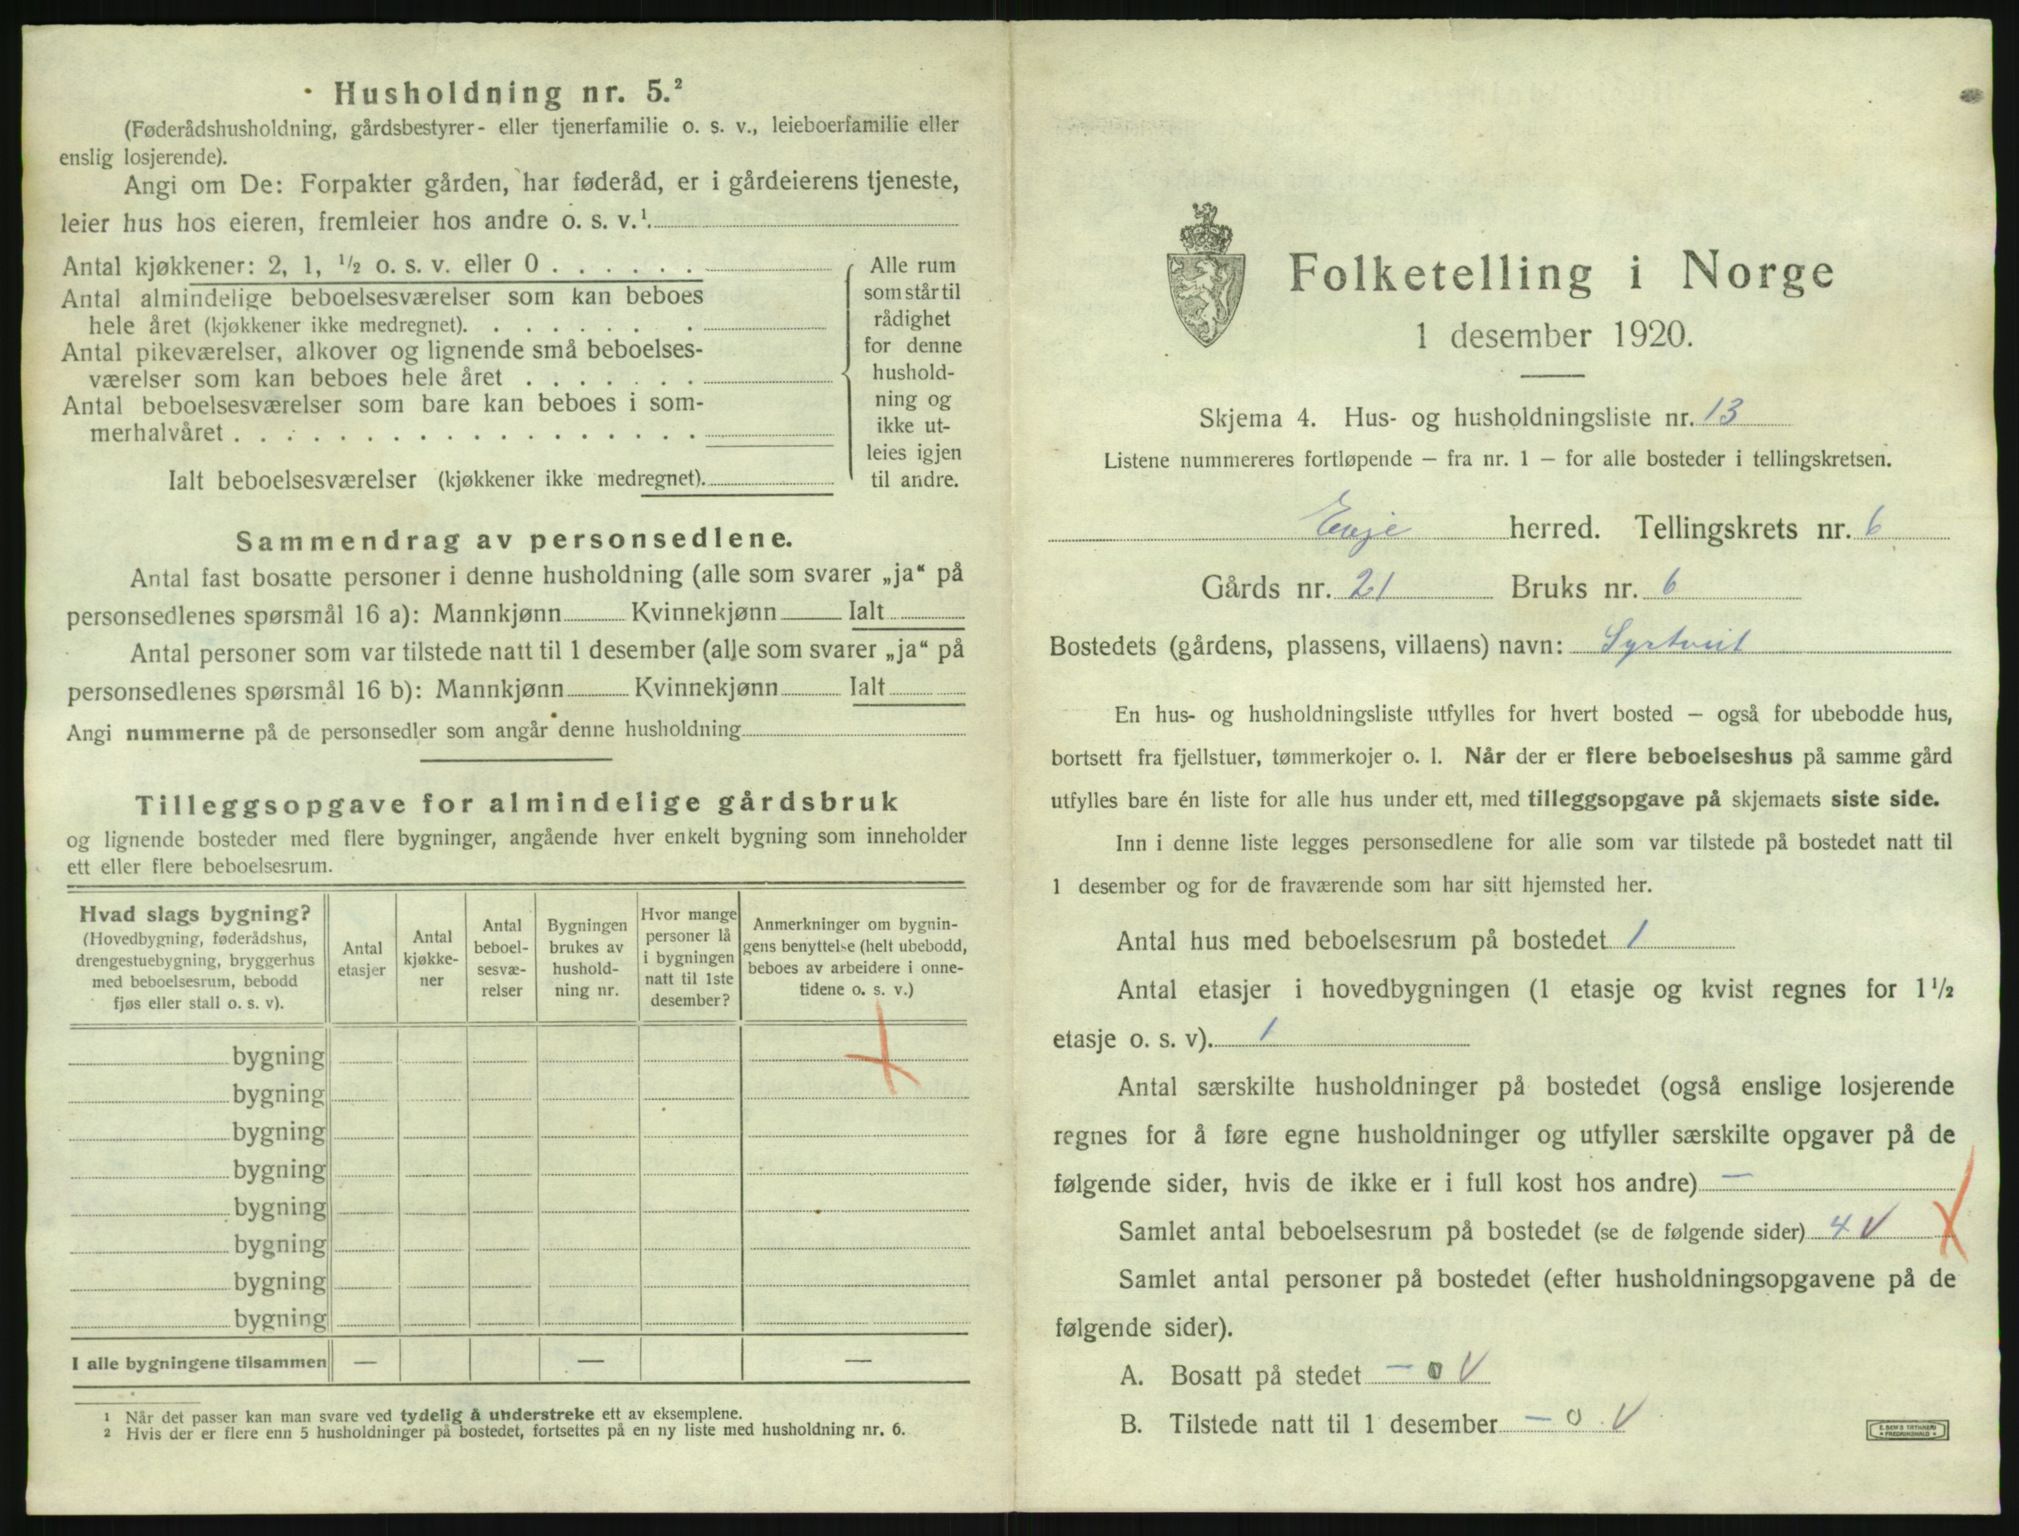 Husholdning nr. 5.²
(Føderådshusholdning, gårdsbestyrer- eller tjenerfamilie o. s. v., leieboerfamilie eller
enslig losjerende).
Angi om De: Forpakter gården, har føderåd, er i gårdeierens tjeneste,
leier hus hos eieren, fremleier hos andre o. s. v.¹
Antal kjøkkener: 2, 1, ½ o. s. v. eller 0 . . . . . .
Antal almindelige beboelsesværelser som kan beboes
hele året (kjøkkener ikke medregnet). . . . . . . .
Antal pikeværelser, alkover og lignende små beboelses-
værelser som kan beboes hele året . . . . . . .
Antal beboelsesværelser som bare kan beboes i som-
merhalvåret . . . . . . . . . . . . . . . . . .
Ialt beboelsesværelser (kjøkkener ikke medregnet).
Alle rum
som står til
rådighet
for denne
hushold-
ning og
ikke ut-
leies igjen
til andre.
Sammendrag av personsedlene.
Antal fast bosatte personer i denne husholdning (alle som svarer „ja“ på
personsedlenes spørsmål 16 a): Mannkjønn Kvinnekjønn Ialt
Antal personer som var tilstede natt til 1 desember (alle som svarer „ja“ på
personsedlenes spørsmål 16 b): Mannkjønn Kvinnekjønn Ialt
Angi nummerne på de personsedler som angår denne husholdning
Tilleggsopgave for almindelige gårdsbruk
og lignende bosteder med flere bygninger, angående hver enkelt bygning som inneholder
ett eller flere beboelsesrum.
Hvad slags bygning?
(Hovedbygning, føderådshus,
drengestuebygning, bryggerhus
med beboelsesrum, bebodd
fjøs eller stall o. s. v).
Antal
etasjer
Antal
kjøkke-
ner
Antal
beboel-
sesvæ-
relser
Bygningen
brukes av
hushold-
ning nr.
Hvor mange
personer lå
i bygningen
natt til 1ste
desember?
Anmerkninger om bygnin-
gens benyttelse (helt ubebodd,
beboes av arbeidere i onne-
tidene o. s. v.)
bygning
bygning
bygning
bygning
bygning
bygning
bygning
bygning
I alle bygningene tilsammen — — —
1 Når det passer kan man svare ved tydelig å understreke ett av eksemplene.
2 Hvis der er flere enn 5 husholdninger på bostedet, fortsettes på en ny liste med husholdning nr. 6.
Folketelling i Norge
1 desember 1920.
Skjema 4. Hus- og husholdningsliste nr. 13
Listene nummereres fortløpende – fra nr. 1 – for alle bosteder i tellingskretsen.
Evje herred. Tellingskrets nr. 6
Gårds nr. 21 Bruks nr. 6
Bostedets (gårdens, plassens, villaens) navn: Syrtveit
En hus- og husholdningsliste utfylles for hvert bosted – også for ubebodde hus,
bortsett fra fjellstuer, tømmerkojer o. l. Når der er flere beboelseshus på samme gård
utfylles bare én liste for alle hus under ett, med tilleggsopgave på skjemaets siste side.
Inn i denne liste legges personsedlene for alle som var tilstede på bostedet natt til
1 desember og for de fraværende som har sitt hjemsted her.
Antal hus med beboelsesrum på bostedet 1
Antal etasjer i hovedbygningen (1 etasje og kvist regnes for 1½
etasje o. s. v). 1
Antal særskilte husholdninger på bostedet (også enslige losjerende
regnes for å føre egne husholdninger og utfyller særskilte opgaver på de
følgende sider, hvis de ikke er i full kost hos andre) –
Samlet antal beboelsesrum på bostedet (se de følgende sider) 4 V
Samlet antal personer på bostedet (efter husholdningsopgavene på de
følgende sider).
A. Bosatt på stedet – 0 V
B. Tilstede natt til 1 desember – 0 V